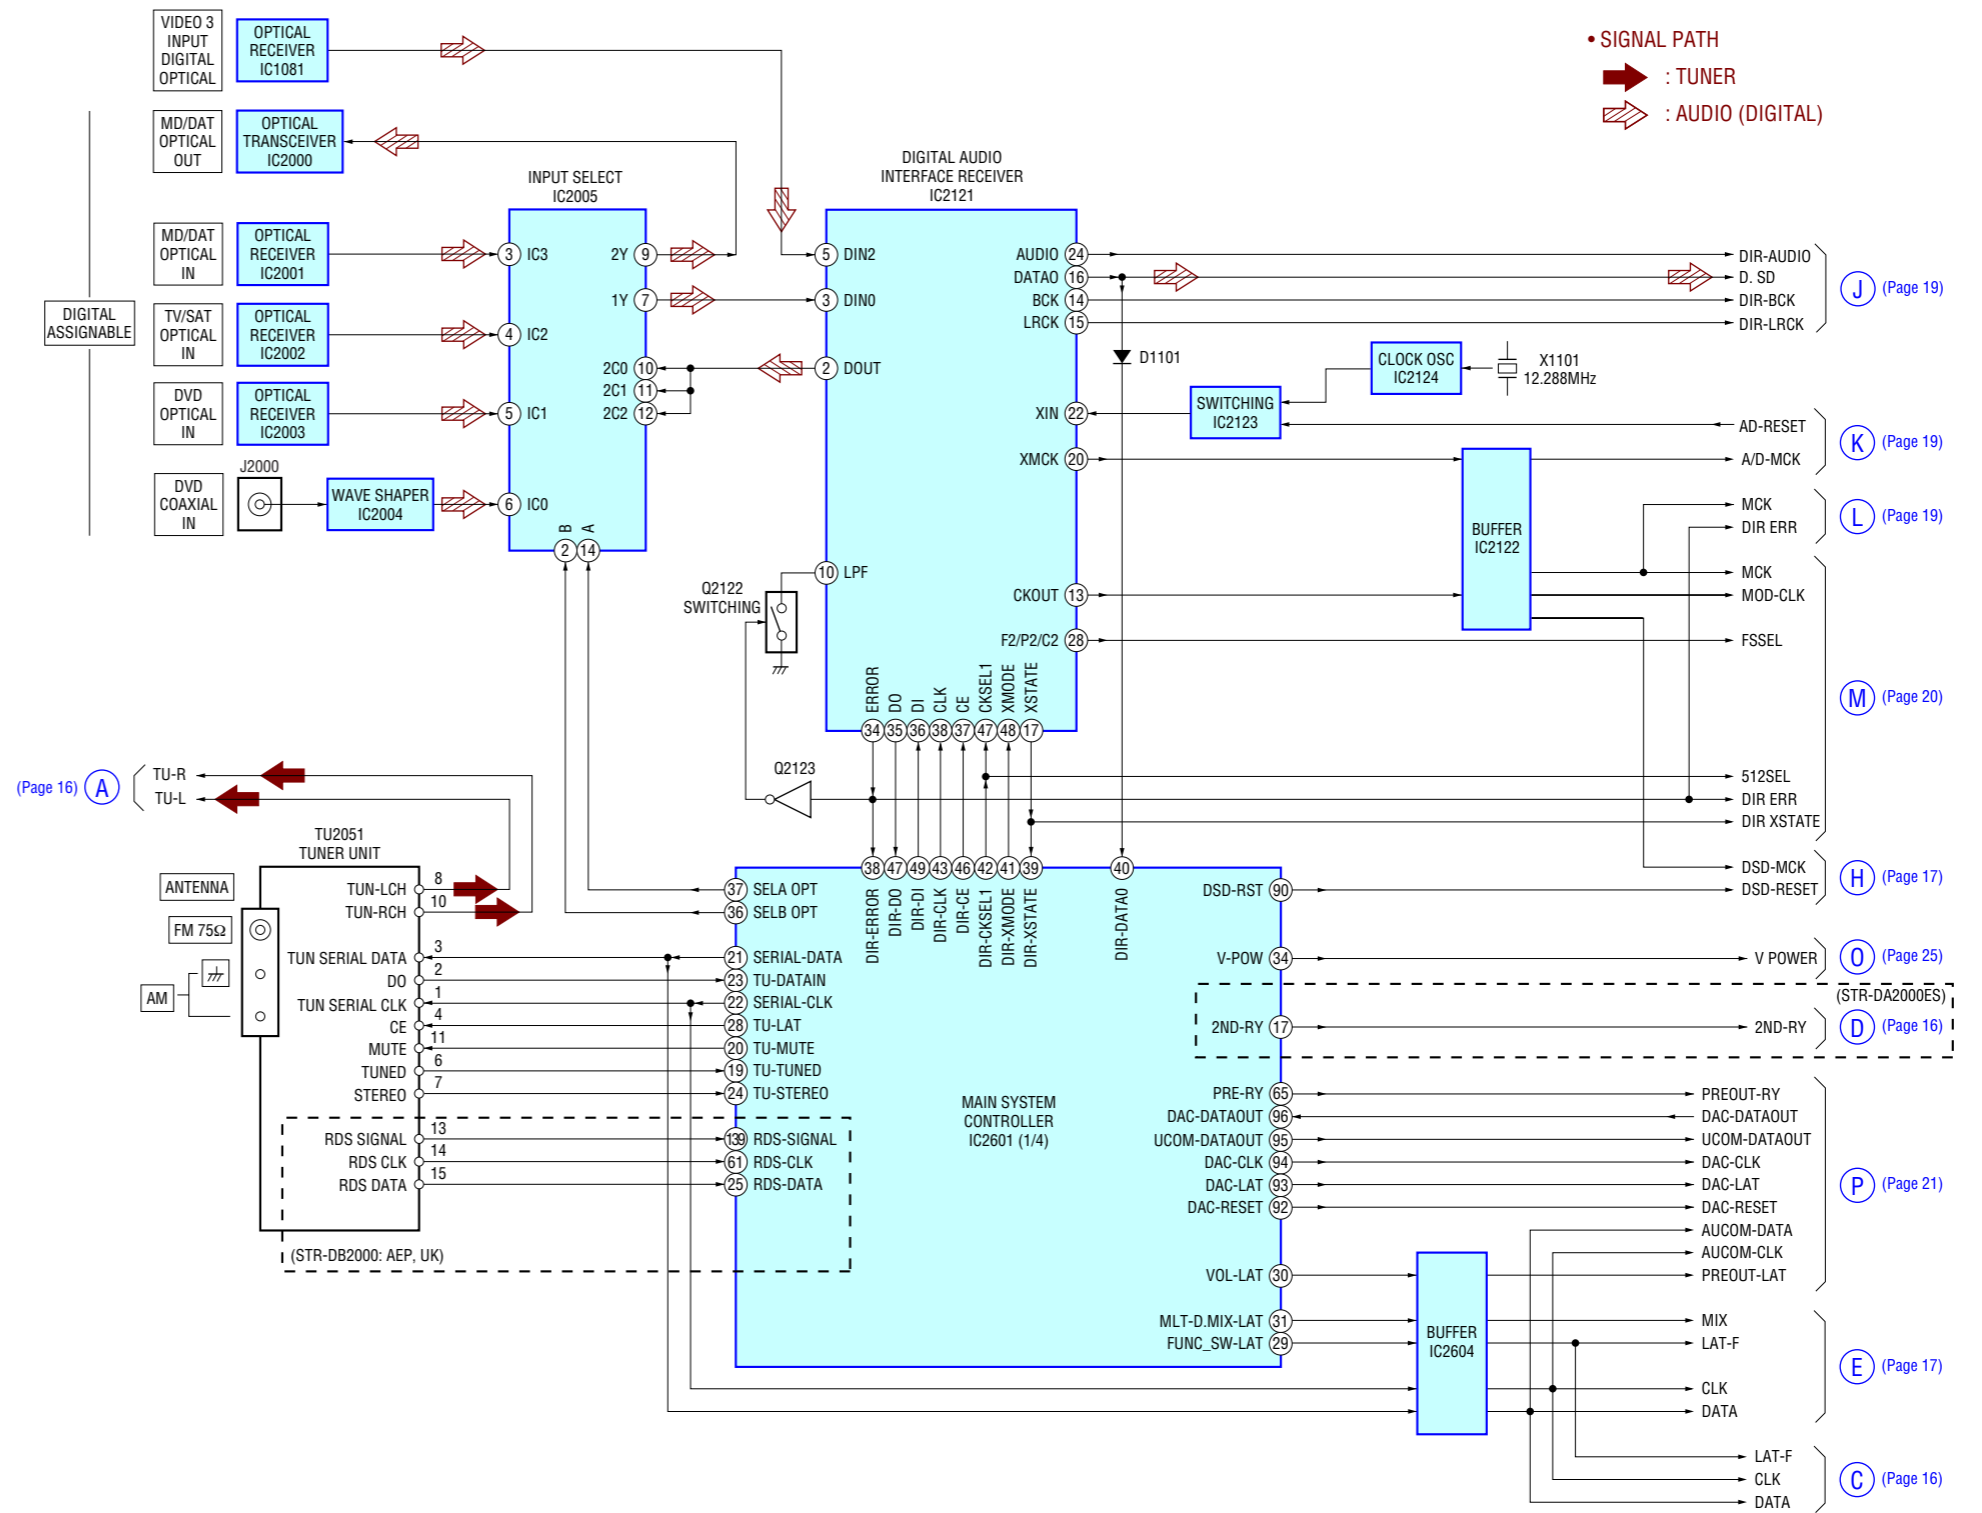 VIDEO 3
INPUT
DIGITAL
OPTICAL
OPTICAL
RECEIVER
IC1081
• SIGNAL PATH
: TUNER
: AUDIO (DIGITAL)
MD/DAT
OPTICAL
OUT
OPTICAL
TRANSCEIVER
IC2000
MD/DAT
OPTICAL
IN
OPTICAL
RECEIVER
IC2001
TV/SAT
OPTICAL
IN
OPTICAL
RECEIVER
IC2002
DVD
OPTICAL
IN
OPTICAL
RECEIVER
IC2003
DVD
COAXIAL
IN
J2000
WAVE SHAPER
IC2004
DIGITAL
ASSIGNABLE
INPUT SELECT
IC2005
3 IC3
4 IC2
5 IC1
6 IC0
2Y 9
1Y 7
2C0 10
2C1 11
2C2 12
B 2
A 14
DIGITAL AUDIO
INTERFACE RECEIVER
IC2121
5 DIN2
3 DIN0
2 DOUT
10 LPF
AUDIO 24
DATAO 16
BCK 14
LRCK 15
XIN 22
XMCK 20
CKOUT 13
F2/P2/C2 28
ERROR 34
DO 35
DI 36
CLK 38
CE 37
CKSEL1 47
XMODE 48
XSTATE 17
Q2122
SWITCHING
Q2123
D1101
SWITCHING
IC2123
CLOCK OSC
IC2124
X1101
12.288MHz
BUFFER
IC2122
DIR-AUDIO
D. SD
DIR-BCK
DIR-LRCK
J (Page 19)
AD-RESET
A/D-MCK
K (Page 19)
MCK
DIR ERR
L (Page 19)
MCK
MOD-CLK
FSSEL
512SEL
DIR ERR
DIR XSTATE
M (Page 20)
DSD-MCK
DSD-RESET
H (Page 17)
V POWER
O (Page 25)
(STR-DA2000ES)
2ND-RY
D (Page 16)
PREOUT-RY
DAC-DATAOUT
UCOM-DATAOUT
DAC-CLK
DAC-LAT
DAC-RESET
AUCOM-DATA
AUCOM-CLK
PREOUT-LAT
P (Page 21)
MIX
LAT-F
CLK
DATA
E (Page 17)
LAT-F
CLK
DATA
C (Page 16)
(Page 16) A
TU-R
TU-L
TU2051
TUNER UNIT
ANTENNA
FM 75Ω
AM
TUN-LCH 8
TUN-RCH 10
TUN SERIAL DATA 3
DO 2
TUN SERIAL CLK 1
CE 4
MUTE 11
TUNED 6
STEREO 7
RDS SIGNAL 13
RDS CLK 14
RDS DATA 15
(STR-DB2000: AEP, UK)
MAIN SYSTEM
CONTROLLER
IC2601 (1/4)
37 SELA OPT
36 SELB OPT
21 SERIAL-DATA
23 TU-DATAIN
22 SERIAL-CLK
28 TU-LAT
20 TU-MUTE
19 TU-TUNED
24 TU-STEREO
139 RDS-SIGNAL
61 RDS-CLK
25 RDS-DATA
38 DIR-ERROR
47 DIR-DO
49 DIR-DI
43 DIR-CLK
46 DIR-CE
42 DIR-CKSEL1
41 DIR-XMODE
39 DIR-XSTATE
40 DIR-DATA0
DSD-RST 90
V-POW 34
2ND-RY 17
PRE-RY 65
DAC-DATAOUT 96
UCOM-DATAOUT 95
DAC-CLK 94
DAC-LAT 93
DAC-RESET 92
VOL-LAT 30
MLT-D.MIX-LAT 31
FUNC_SW-LAT 29
BUFFER
IC2604